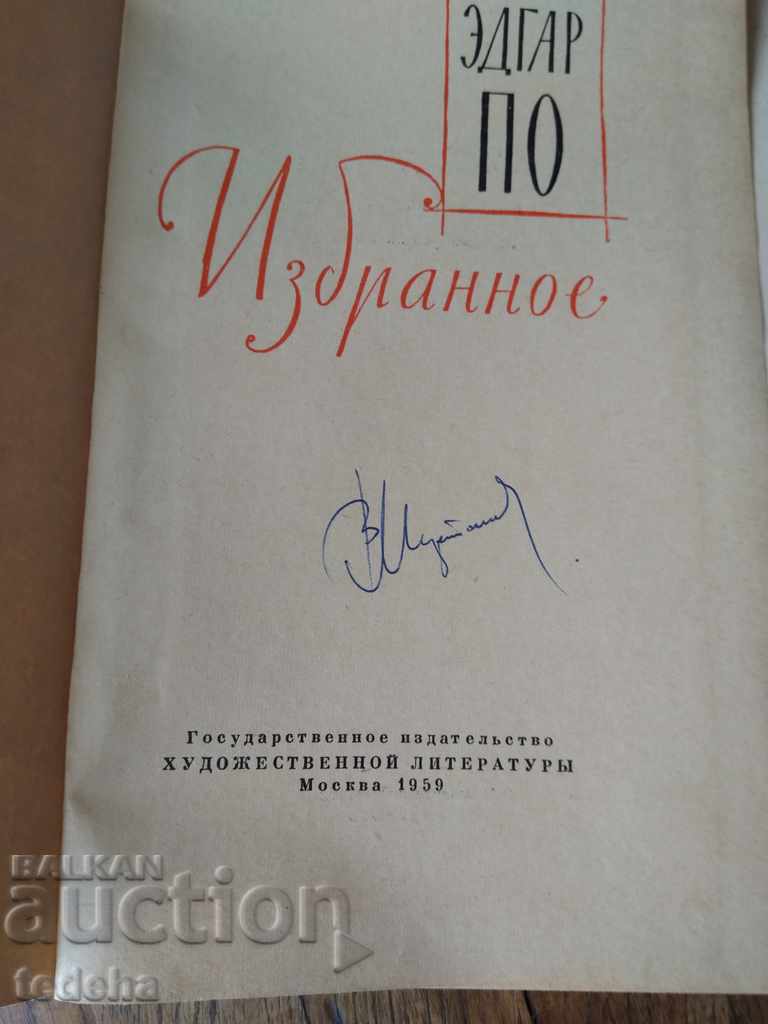 ЭДГАР
ПО
Избранное
Государственное издательство
ХУДОЖЕСТВЕННОЙ ЛИТЕРАТУРЫ
Москва 1959
BALKAN
auction
tedeha